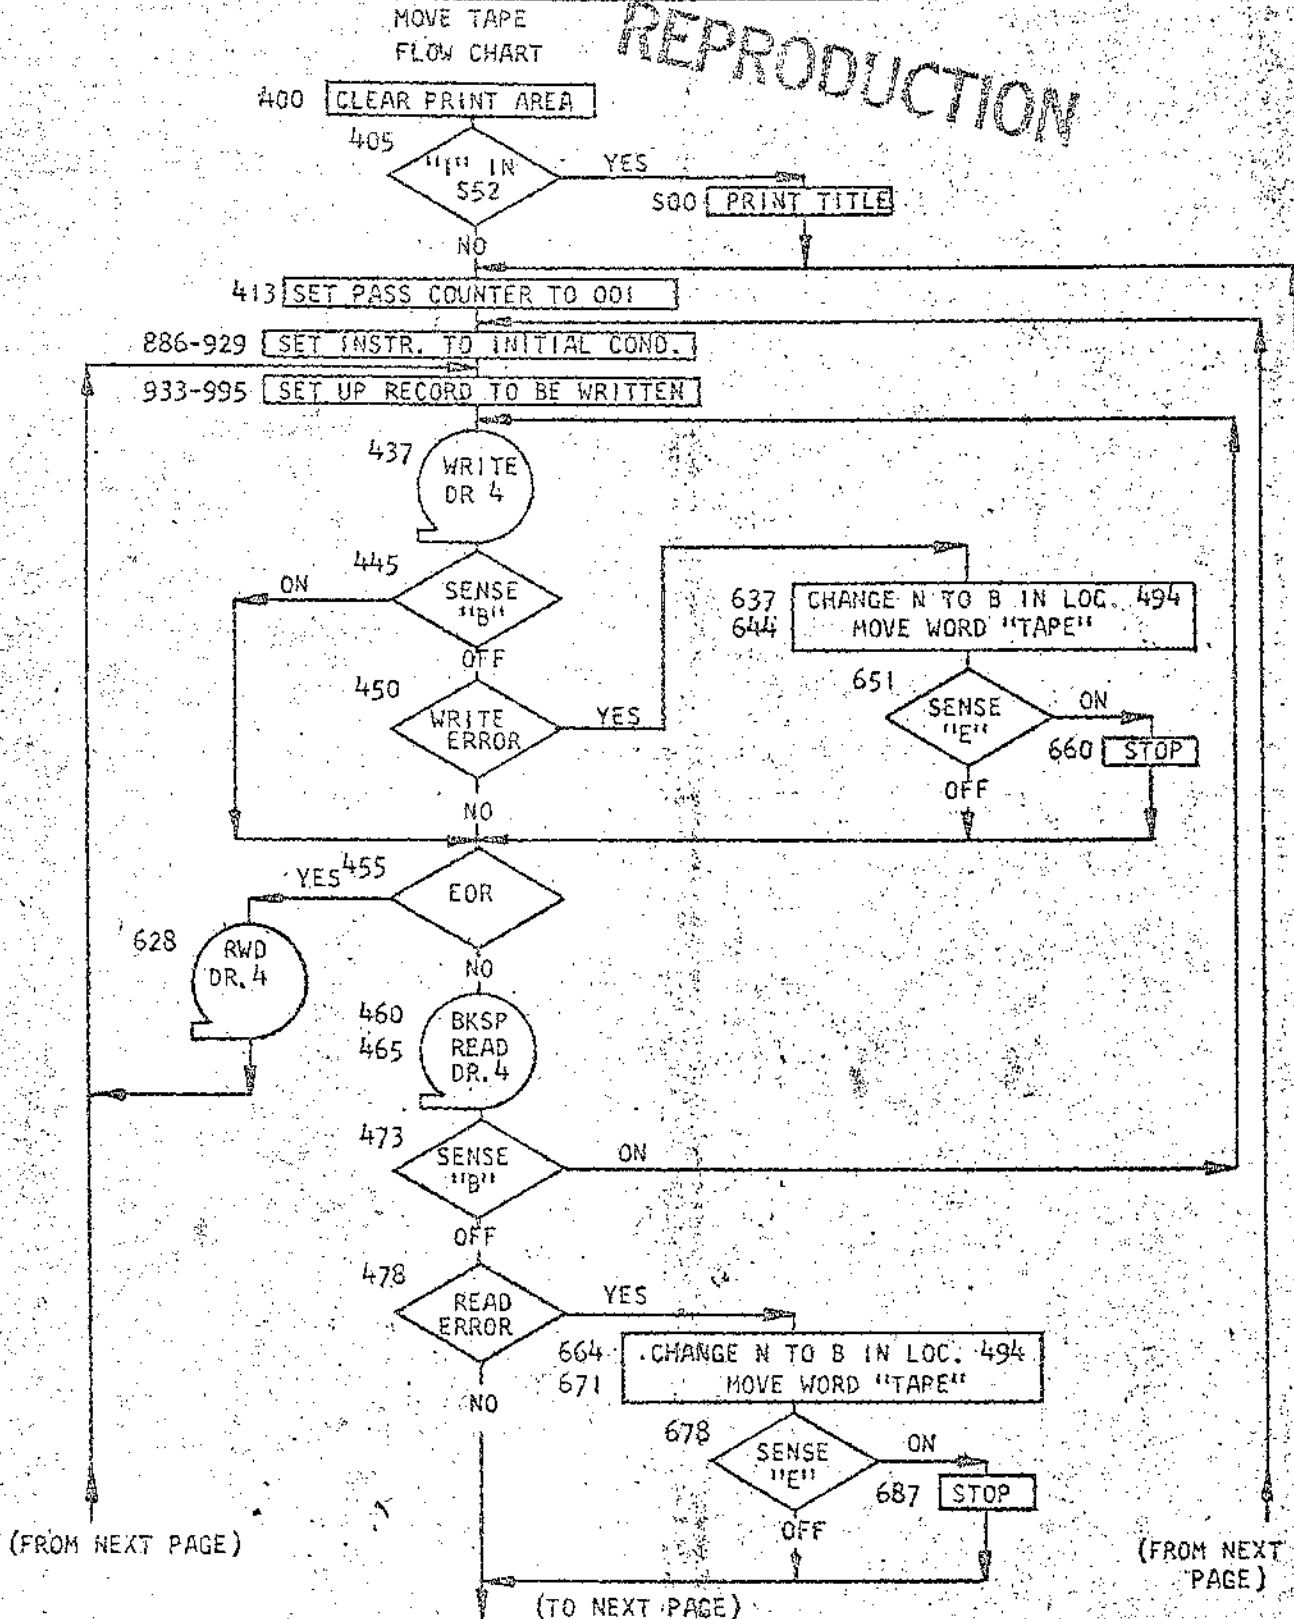 MOVE TAPE
FLOW CHART
REPRODUCTION
400 CLEAR PRINT AREA
405
"1" IN
S52
YES
S00 PRINT TITLE
NO
413 SET PASS COUNTER TO 001
886-929 SET INSTR. TO INITIAL COND.
933-995 SET UP RECORD TO BE WRITTEN
437
WRITE
DR 4
445
SENSE
"B"
ON
OFF
450
WRITE
ERROR
YES
NO
637 CHANGE N TO B IN LOC. 494
644 MOVE WORD "TAPE"
651
SENSE
"E"
ON
660 STOP
OFF
455
EOR
YES
628
RWD
DR. 4
NO
460
465
BKSP
READ
DR. 4
473
SENSE
"B"
ON
OFF
478
READ
ERROR
YES
NO
664 CHANGE N TO B IN LOC. 494
671 MOVE WORD "TAPE"
678
SENSE
"E"
ON
687 STOP
OFF
(FROM NEXT PAGE)
(FROM NEXT
PAGE)
(TO NEXT PAGE)